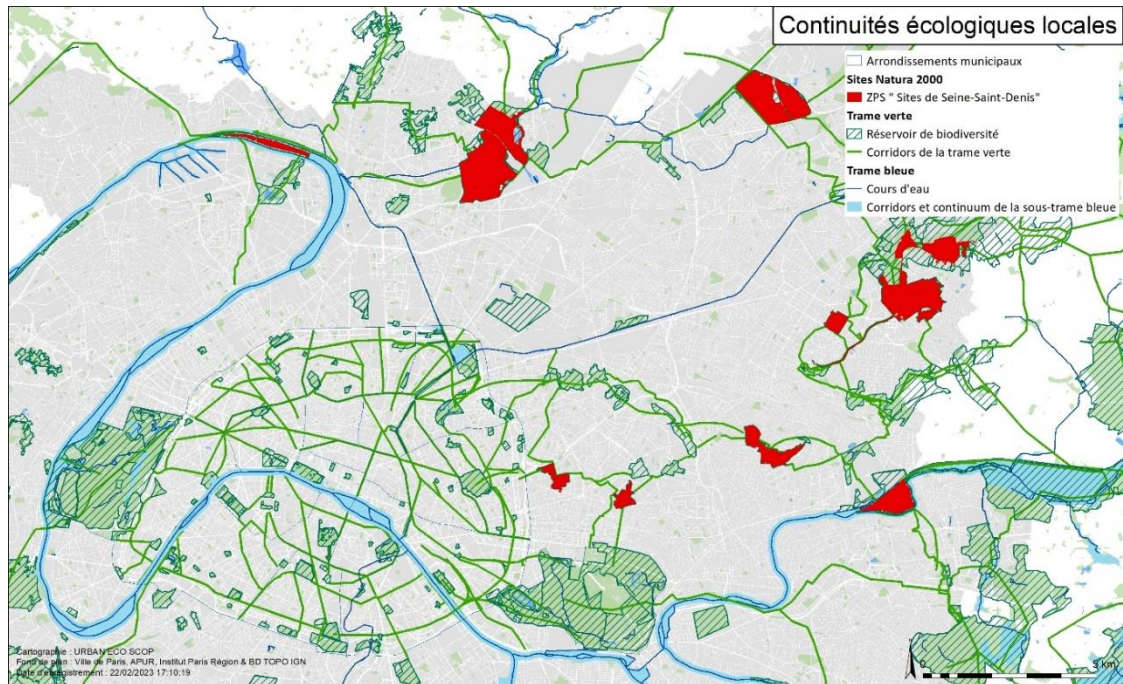 Continuités écologiques locales
Arrondissements municipaux
Sites Natura 2000
ZPS " Sites de Seine-Saint-Denis"
Trame verte
Réservoir de biodiversité
Corridors de la trame verte
Trame bleue
Cours d'eau
Corridors et continuum de la sous-trame bleue
Cartographie : URBAN ECO SCOP
Fond de plan : Ville de Paris, APUR, Institut Paris Région & BD TOPO IGN
Date d'enregistrement : 22/02/2023 17:10:19
0
5 km